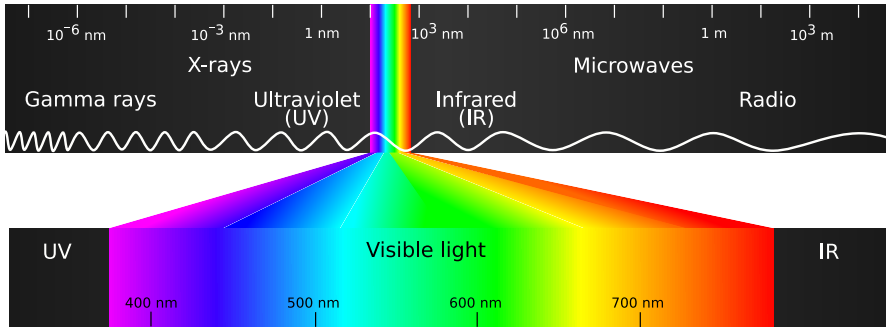 10⁻⁶ nm 10⁻³ nm 1 nm 10³ nm 10⁶ nm 1 m 10³ m
X-rays Microwaves
Gamma rays Ultraviolet Infrared Radio
(UV) (IR)
UV Visible light IR
400 nm 500 nm 600 nm 700 nm